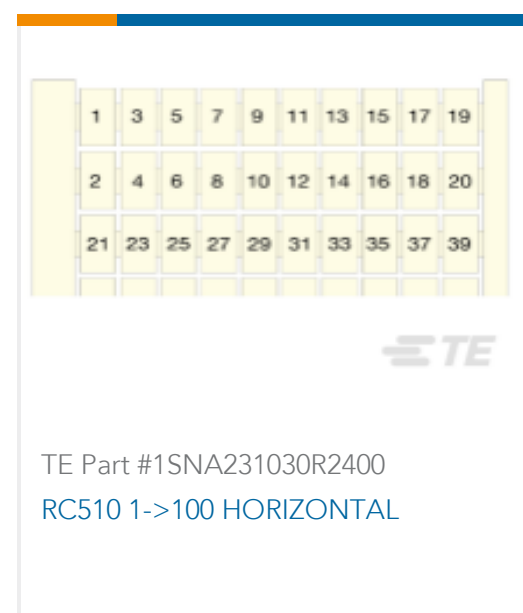 1 3 5 7 9 11 13 15 17 19
2 4 6 8 10 12 14 16 18 20
21 23 25 27 29 31 33 35 37 39
TE
TE Part #1SNA231030R2400
RC510 1->100 HORIZONTAL